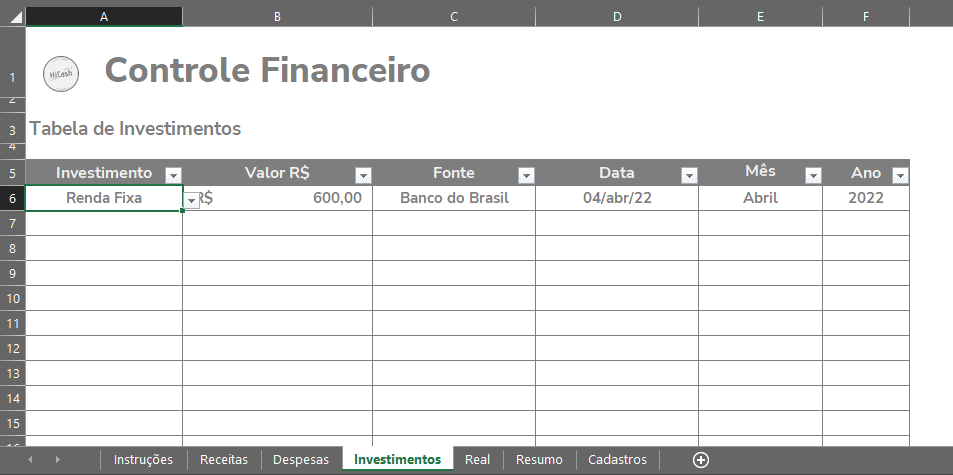 A B C D E F
1 HiCash Controle Financeiro
2
3 Tabela de Investimentos
4
5 Investimento Valor R$ Fonte Data Mês Ano
6 Renda Fixa R$ 600,00 Banco do Brasil 04/abr/22 Abril 2022
7
8
9
10
11
12
13
14
15
Instruções Receitas Despesas Investimentos Real Resumo Cadastros